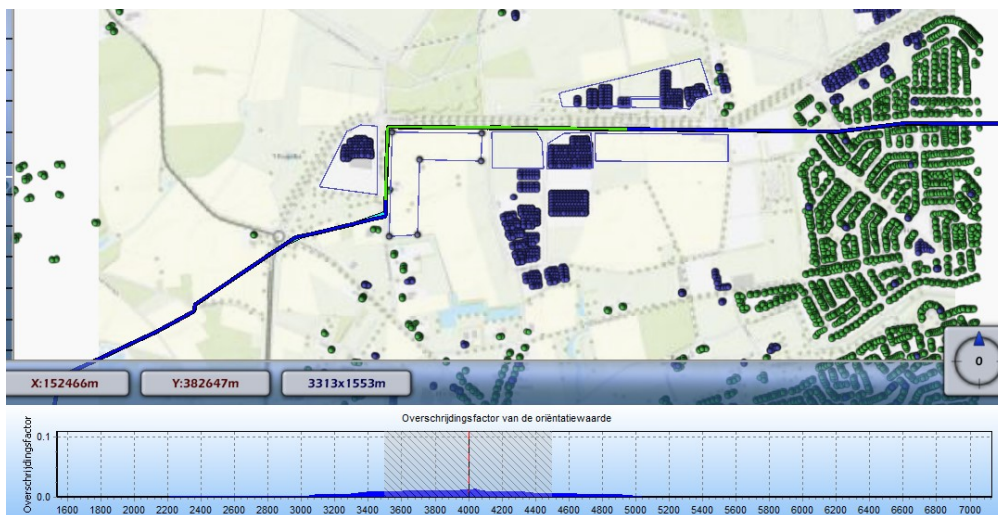 0
X:152466m Y:382647m 3313x1553m
Overschrijdingsfactor van de oriëntatiewaarde
Overschrijdingsfactor
0.1
0.0
1600 1800 2000 2200 2400 2600 2800 3000 3200 3400 3600 3800 4000 4200 4400 4600 4800 5000 5200 5400 5600 5800 6000 6200 6400 6600 6800 7000